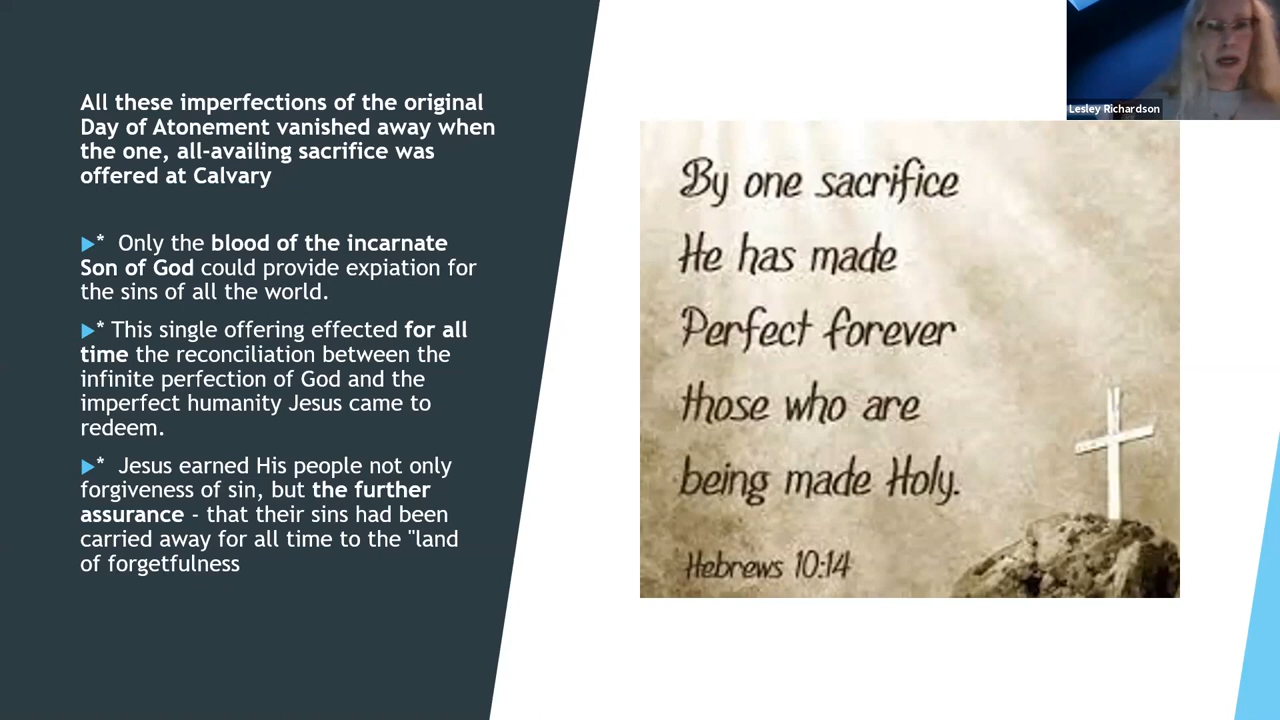 All these imperfections of the original
Day of Atonement vanished away when
the one, all-availing sacrifice was
offered at Calvary
* Only the blood of the incarnate
Son of God could provide expiation for
the sins of all the world.
* This single offering effected for all
time the reconciliation between the
infinite perfection of God and the
imperfect humanity Jesus came to
redeem.
* Jesus earned His people not only
forgiveness of sin, but the further
assurance - that their sins had been
carried away for all time to the "land
of forgetfulness
By one sacrifice
He has made
Perfect forever
those who are
being made Holy.
Hebrews 10:14
Lesley Richardson